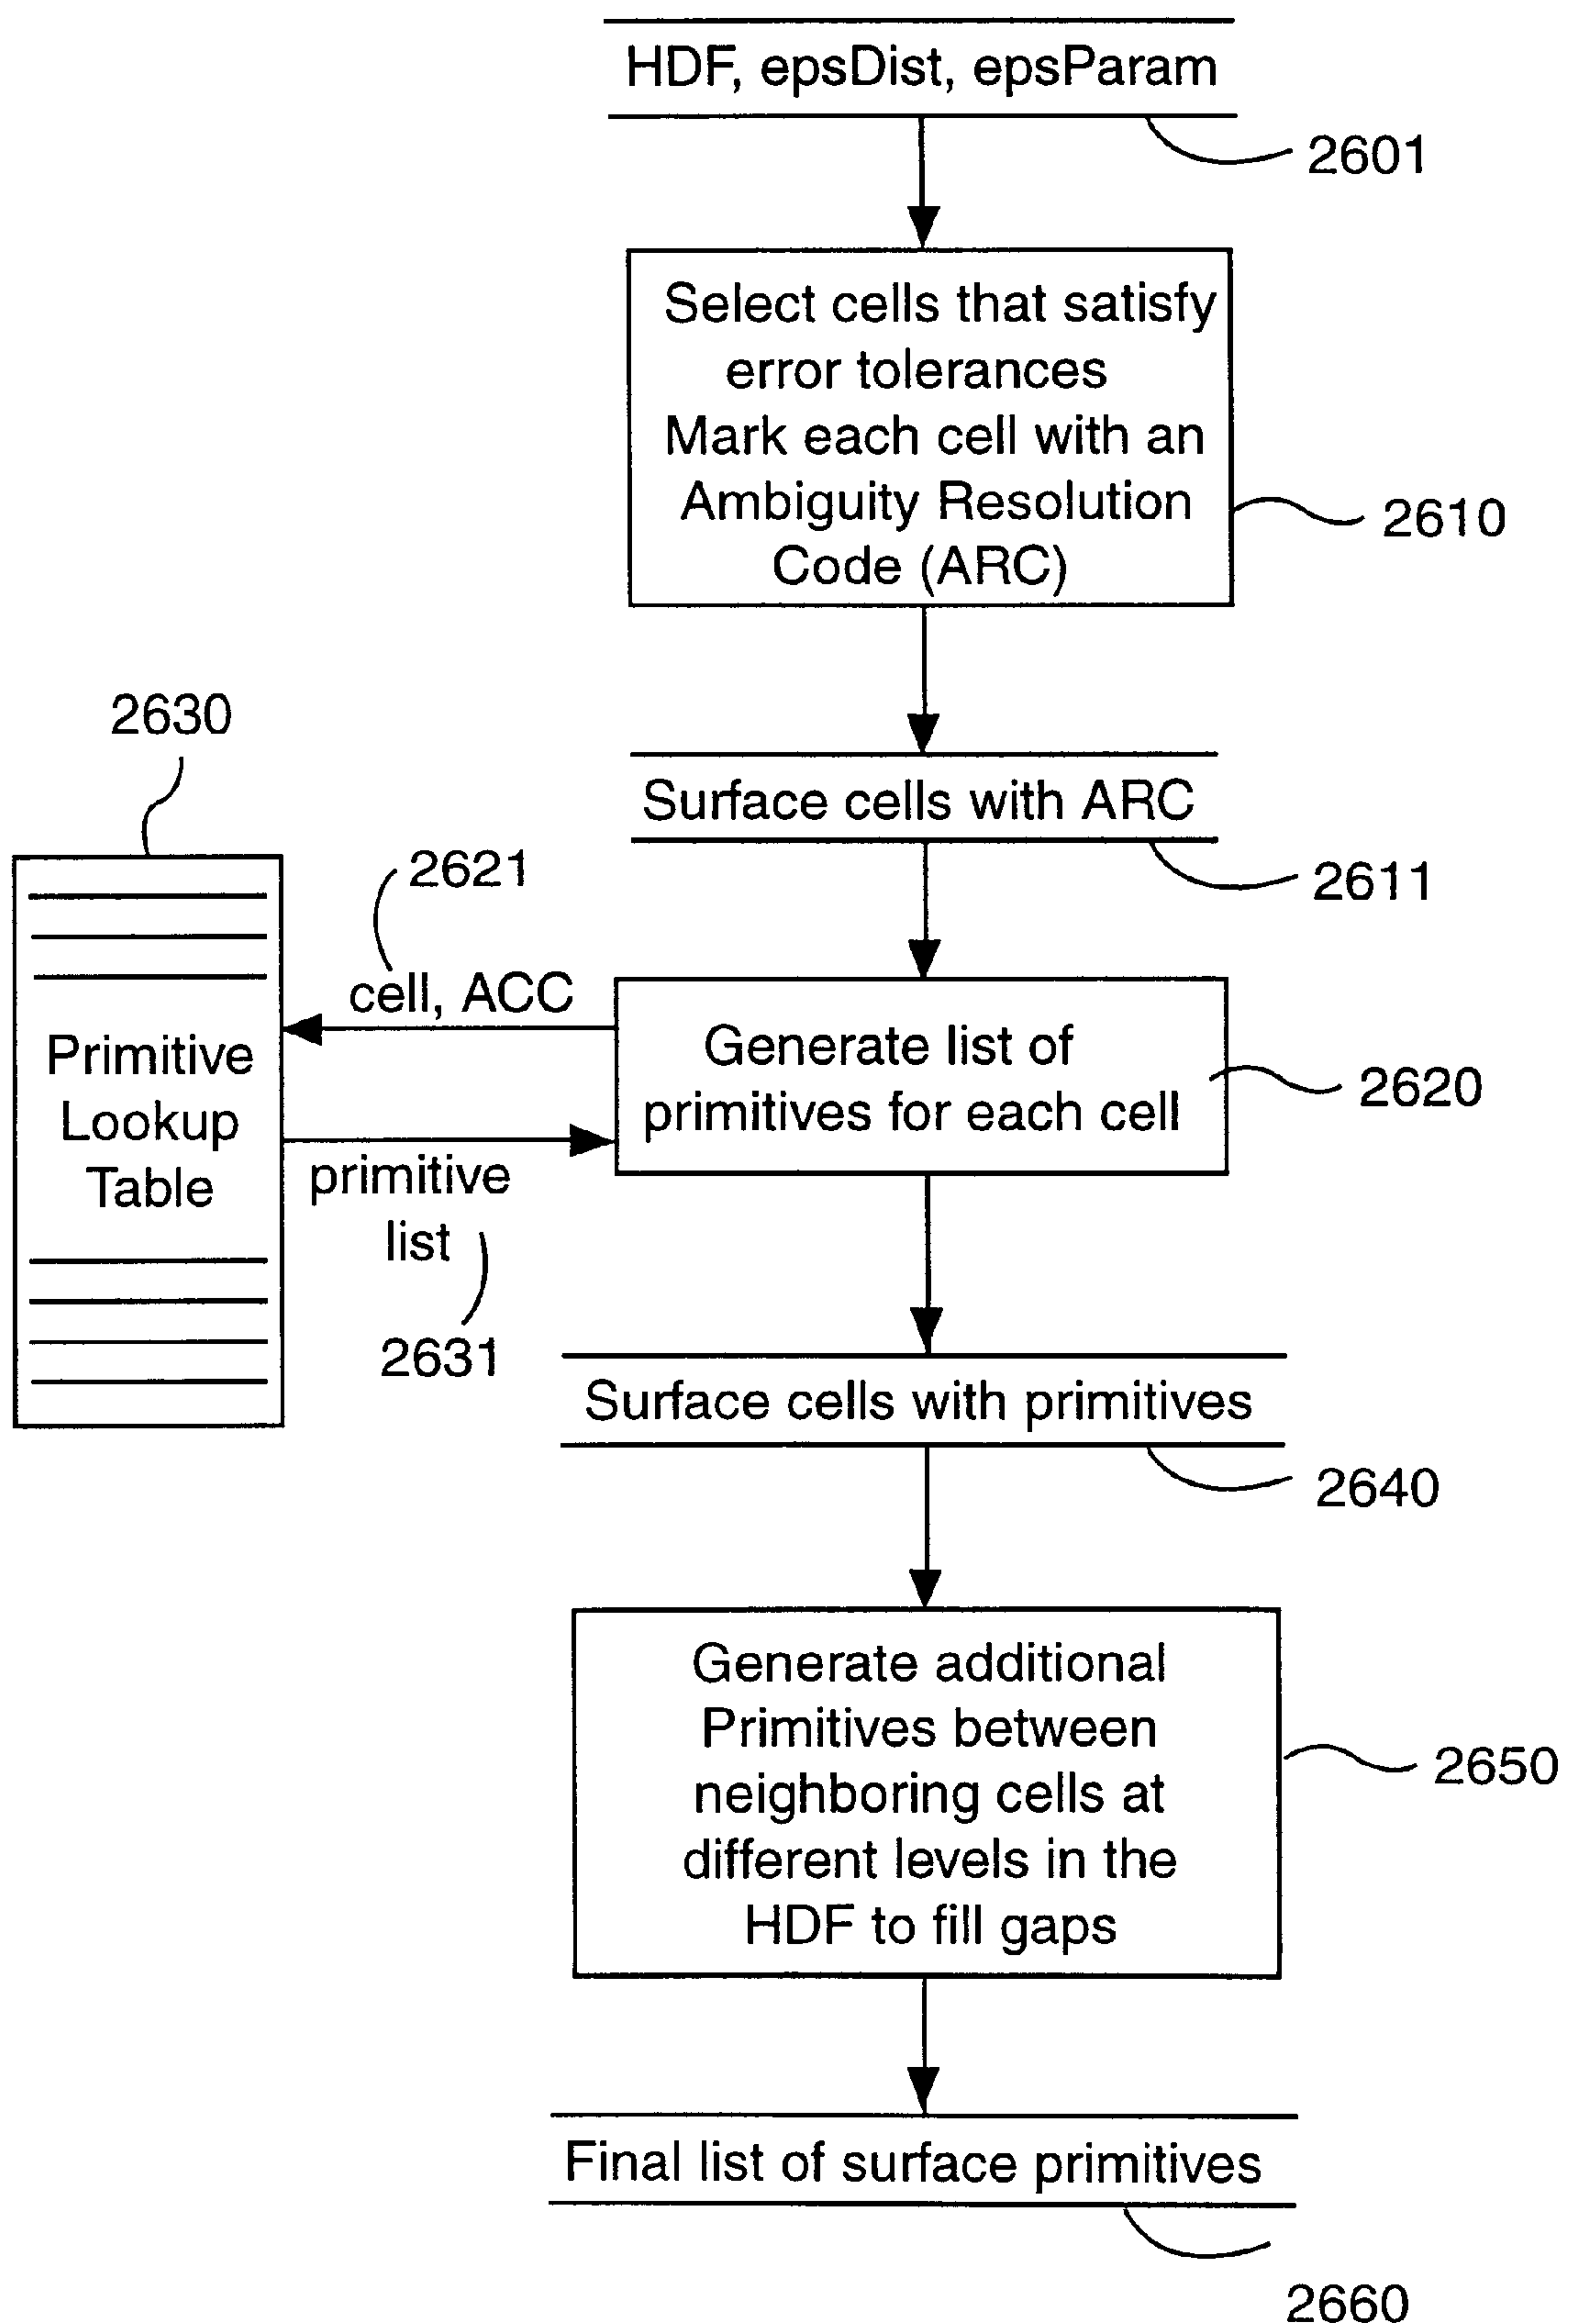 HDF, epsDist, epsParam
2601
Select cells that satisfy
error tolerances
Mark each cell with an
Ambiguity Resolution
Code (ARC)
2610
Surface cells with ARC
2611
2630
Primitive
Lookup
Table
2621
cell, ACC
primitive
list
2631
Generate list of
primitives for each cell
2620
Surface cells with primitives
2640
Generate additional
Primitives between
neighboring cells at
different levels in the
HDF to fill gaps
2650
Final list of surface primitives
2660